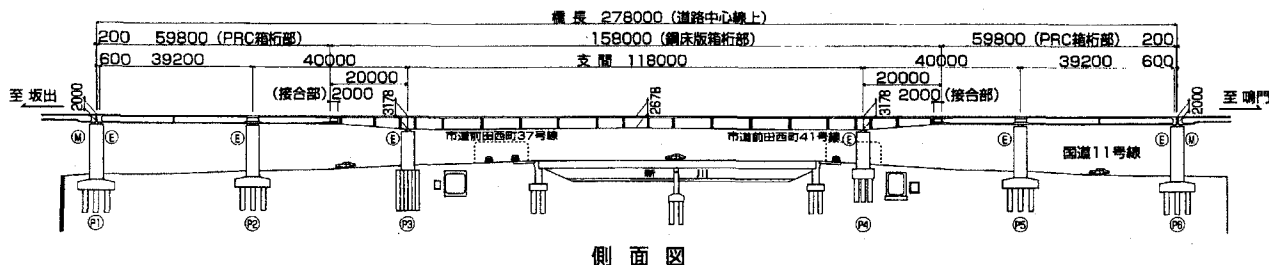 橋長 278000(道路中心線上)
200 59800(PRC箱桁部) 158000(鋼床版箱桁部) 59800(PRC箱桁部) 200
600 39200 40000 支間 118000 40000 39200 600
20000 20000
(接合部)2000 2000(接合部)
2000 3178 2678 3178 2000
至 坂出 至 鳴門
市道前田西町37号線 市道前田西町41号線
M E E E E E M
国道11号線
新 川
P1 P2 P3 P4 P5 P6
側面図